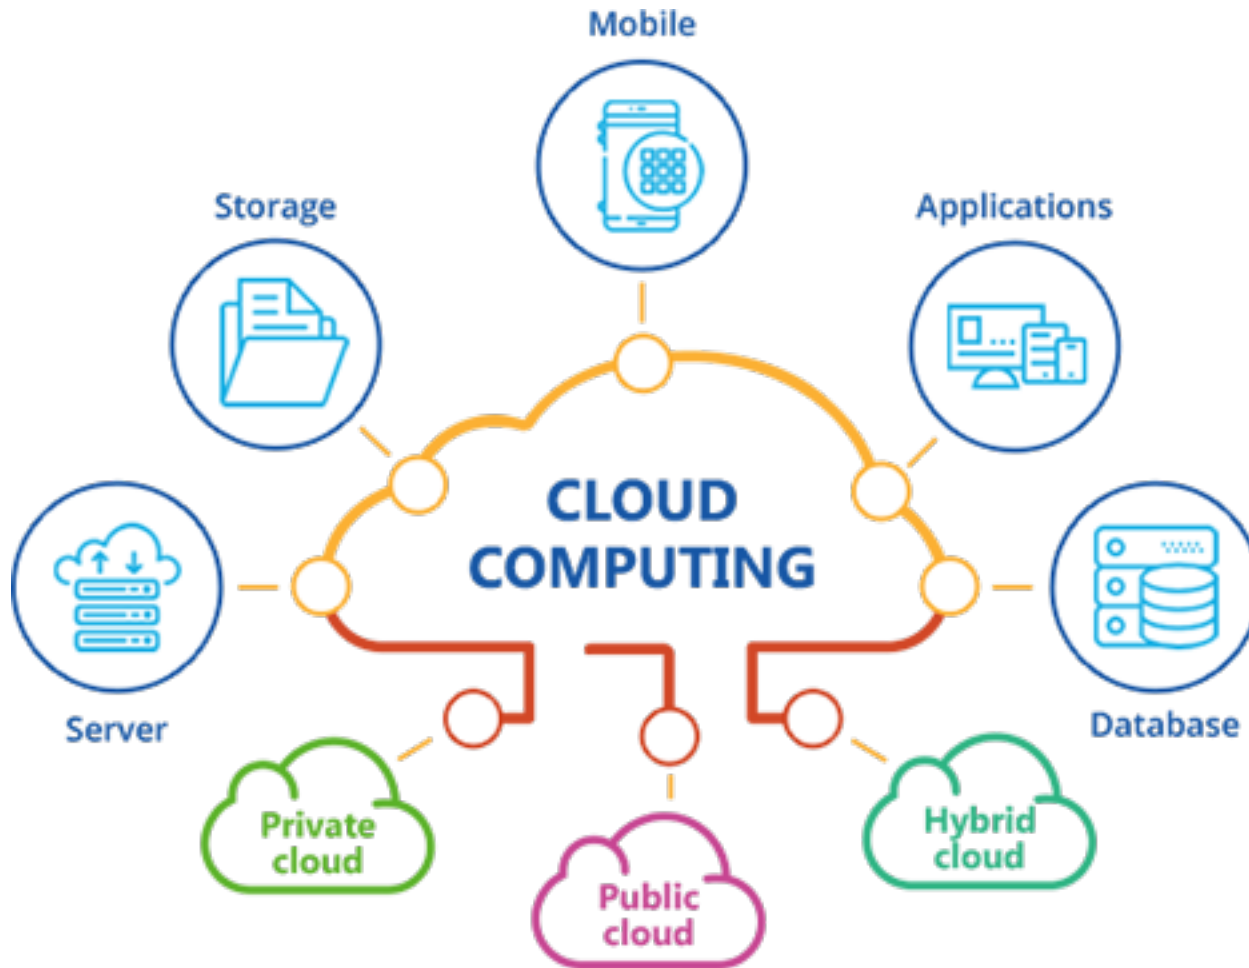 Mobile
Storage
Applications
CLOUD
COMPUTING
Server
Database
Private
cloud
Public
cloud
Hybrid
cloud